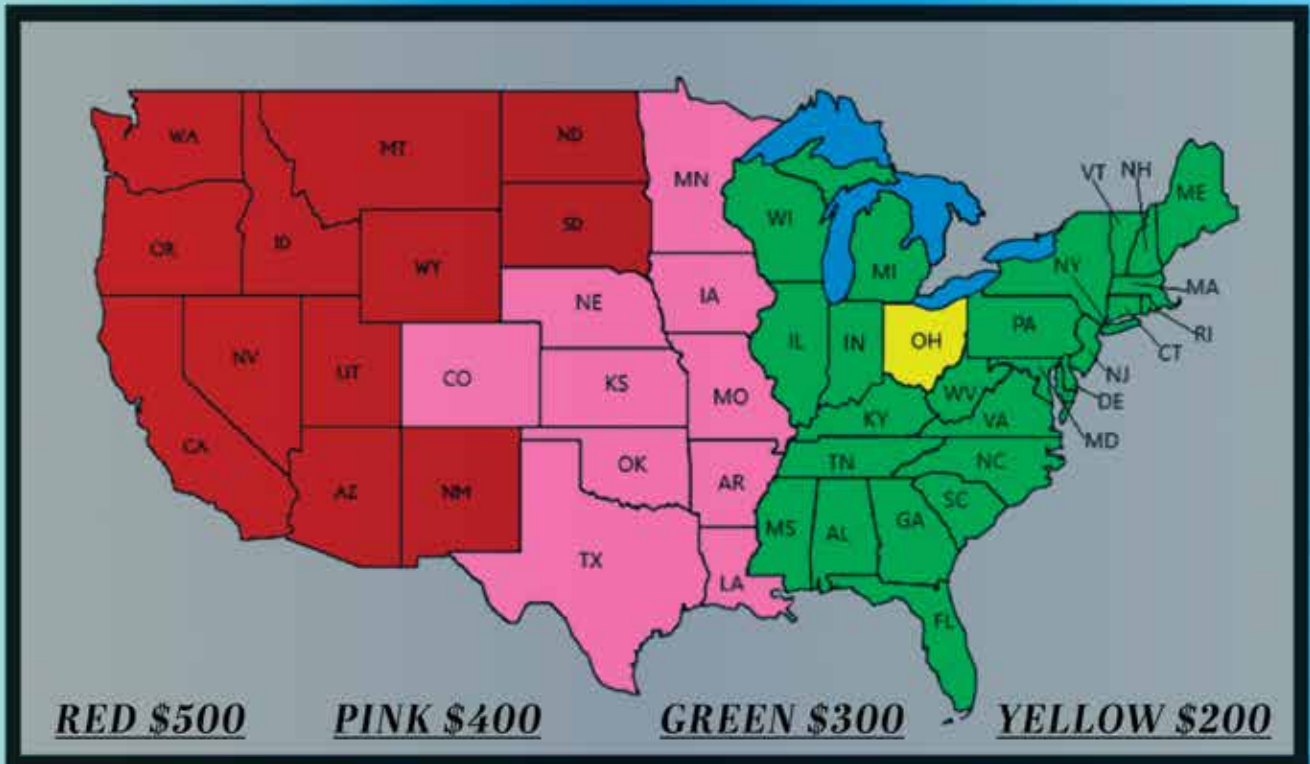 WA
MT
ND
MN
VT NH
ME
OR
ID
SD
WI
WY
MI
NY
MA
NE
IA
RI
NV
UT
CO
KS
MO
IL
IN
OH
PA
CT
NJ
WV
DE
CA
KY
VA
MD
AZ
NM
OK
AR
TN
NC
SC
TX
LA
MS
AL
GA
FL
RED $500 PINK $400 GREEN $300 YELLOW $200